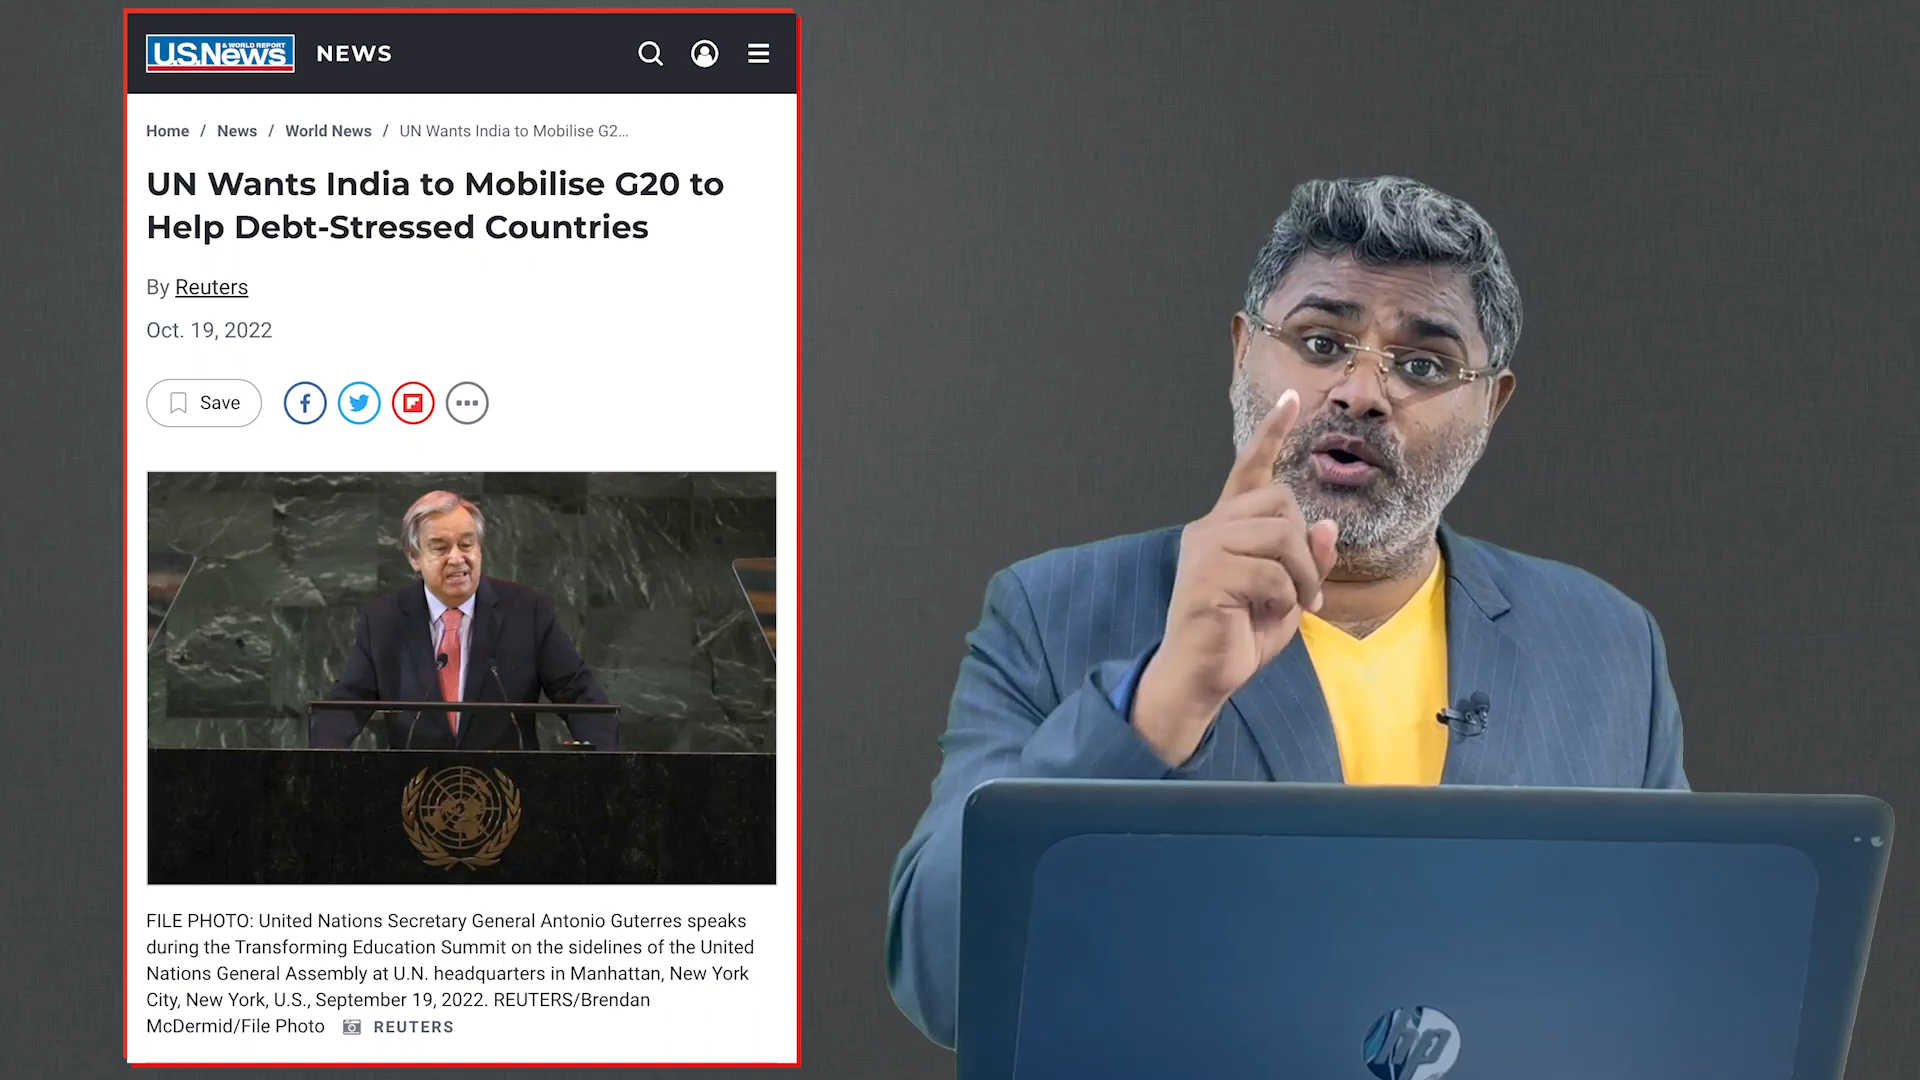 U.S.News
& WORLD REPORT
NEWS
Home / News / World News / UN Wants India to Mobilise G2...
UN Wants India to Mobilise G20 to
Help Debt-Stressed Countries
By Reuters
Oct. 19, 2022
Save
FILE PHOTO: United Nations Secretary General Antonio Guterres speaks
during the Transforming Education Summit on the sidelines of the United
Nations General Assembly at U.N. headquarters in Manhattan, New York
City, New York, U.S., September 19, 2022. REUTERS/Brendan
McDermid/File Photo REUTERS
hp